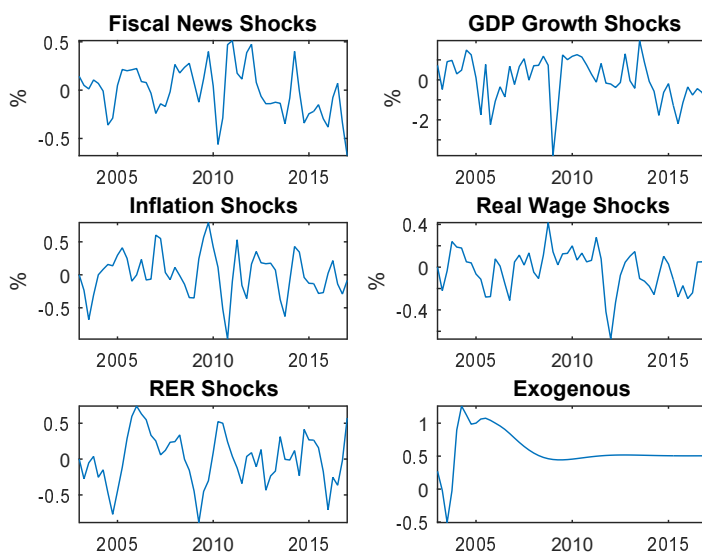 Fiscal News Shocks
0.5
0
-0.5
%
2005 2010 2015
GDP Growth Shocks
0
-2
%
2005 2010 2015
Inflation Shocks
0.5
0
-0.5
%
2005 2010 2015
Real Wage Shocks
0.4
0
-0.4
%
2005 2010 2015
RER Shocks
0.5
0
-0.5
2005 2010 2015
Exogenous
1
0.5
0
-0.5
2005 2010 2015